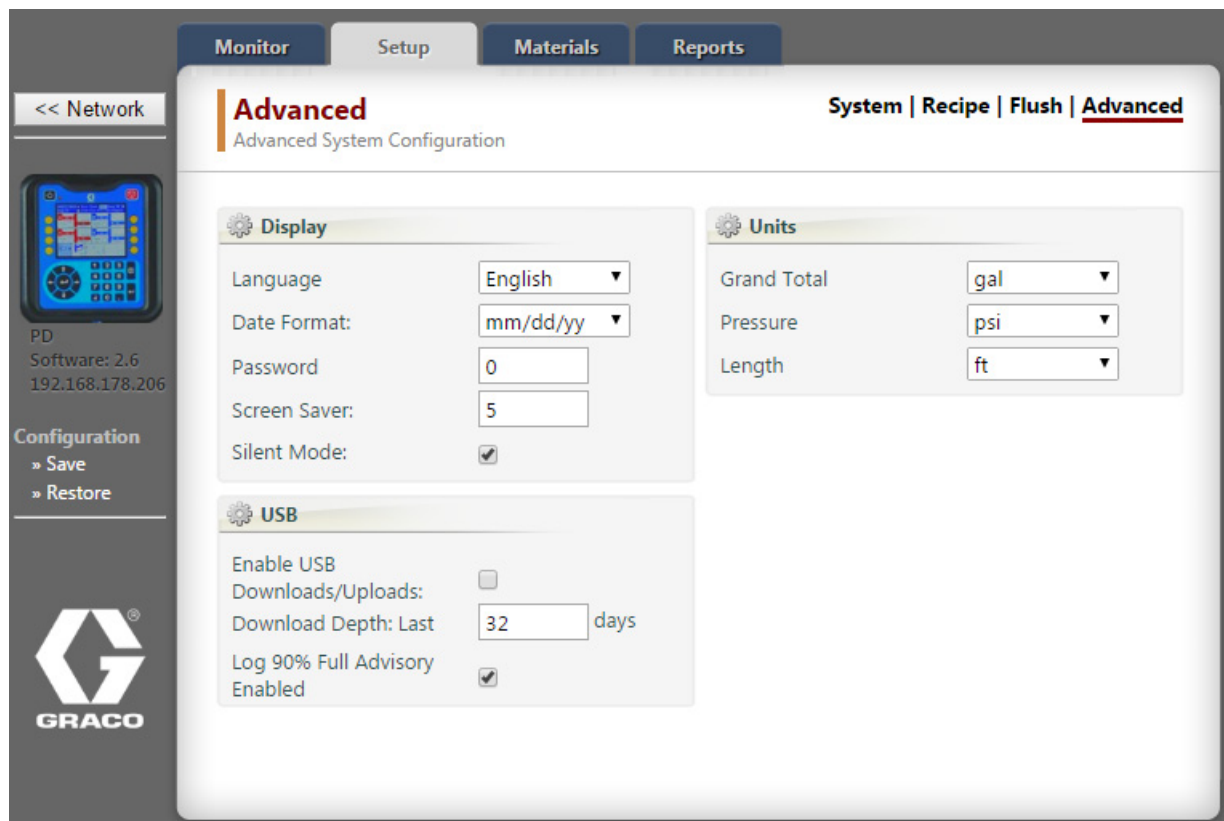 Monitor
Setup
Materials
Reports
<< Network
Advanced
Advanced System Configuration
System | Recipe | Flush | Advanced
PD
Software: 2.6
192.168.178.206
Configuration
» Save
» Restore
GRACO
®
Display
Language English
Date Format: mm/dd/yy
Password 0
Screen Saver: 5
Silent Mode:
USB
Enable USB
Downloads/Uploads:
Download Depth: Last 32 days
Log 90% Full Advisory
Enabled
Units
Grand Total gal
Pressure psi
Length ft